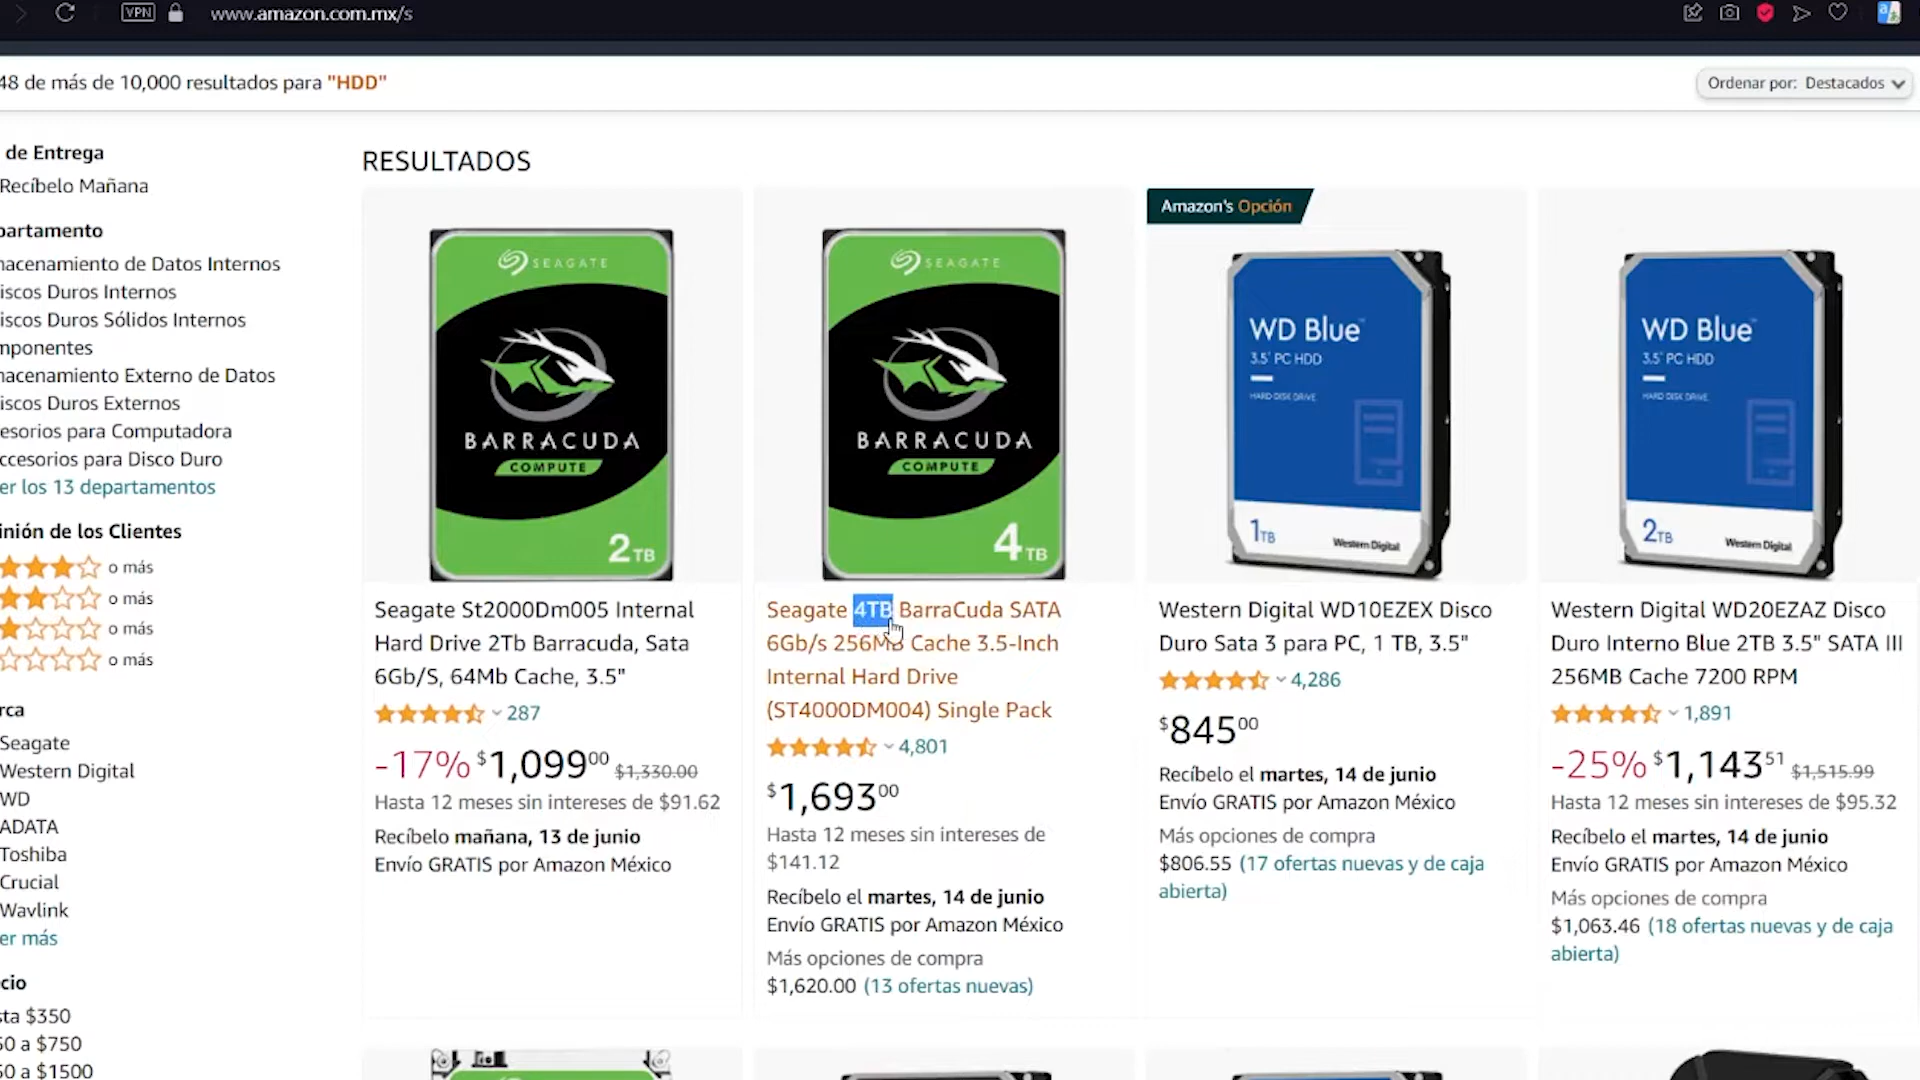 VPN
www.amazon.com.mx/s
48 de más de 10,000 resultados para "HDD"
Ordenar por: Destacados
de Entrega
Recíbelo Mañana
partamento
macenamiento de Datos Internos
iscos Duros Internos
iscos Duros Sólidos Internos
mponentes
macenamiento Externo de Datos
iscos Duros Externos
esorios para Computadora
ccesorios para Disco Duro
er los 13 departamentos
inión de los Clientes
o más
o más
o más
o más
rca
Seagate
Western Digital
WD
ADATA
Toshiba
Crucial
Wavlink
er más
cio
sta $350
50 a $750
50 a $1500
RESULTADOS
SEAGATE
BARRACUDA
COMPUTE
2TB
Seagate St2000Dm005 Internal
Hard Drive 2Tb Barracuda, Sata
6Gb/S, 64Mb Cache, 3.5"
287
-17% $1,099.00 $1,330.00
Hasta 12 meses sin intereses de $91.62
Recíbelo mañana, 13 de junio
Envío GRATIS por Amazon México
SEAGATE
BARRACUDA
COMPUTE
4TB
Seagate 4TB BarraCuda SATA
6Gb/s 256MB Cache 3.5-Inch
Internal Hard Drive
(ST4000DM004) Single Pack
4,801
$1,693.00
Hasta 12 meses sin intereses de
$141.12
Recíbelo el martes, 14 de junio
Envío GRATIS por Amazon México
Más opciones de compra
$1,620.00 (13 ofertas nuevas)
Amazon's Opción
WD Blue™
3.5" PC HDD
HARD DISK DRIVE
1TB
Western Digital
Western Digital WD10EZEX Disco
Duro Sata 3 para PC, 1 TB, 3.5"
4,286
$845.00
Recíbelo el martes, 14 de junio
Envío GRATIS por Amazon México
Más opciones de compra
$806.55 (17 ofertas nuevas y de caja
abierta)
WD Blue™
3.5" PC HDD
HARD DISK DRIVE
2TB
Western Digital
Western Digital WD20EZAZ Disco
Duro Interno Blue 2TB 3.5" SATA III
256MB Cache 7200 RPM
1,891
-25% $1,143.51 $1,515.99
Hasta 12 meses sin intereses de $95.32
Recíbelo el martes, 14 de junio
Envío GRATIS por Amazon México
Más opciones de compra
$1,063.46 (18 ofertas nuevas y de caja
abierta)